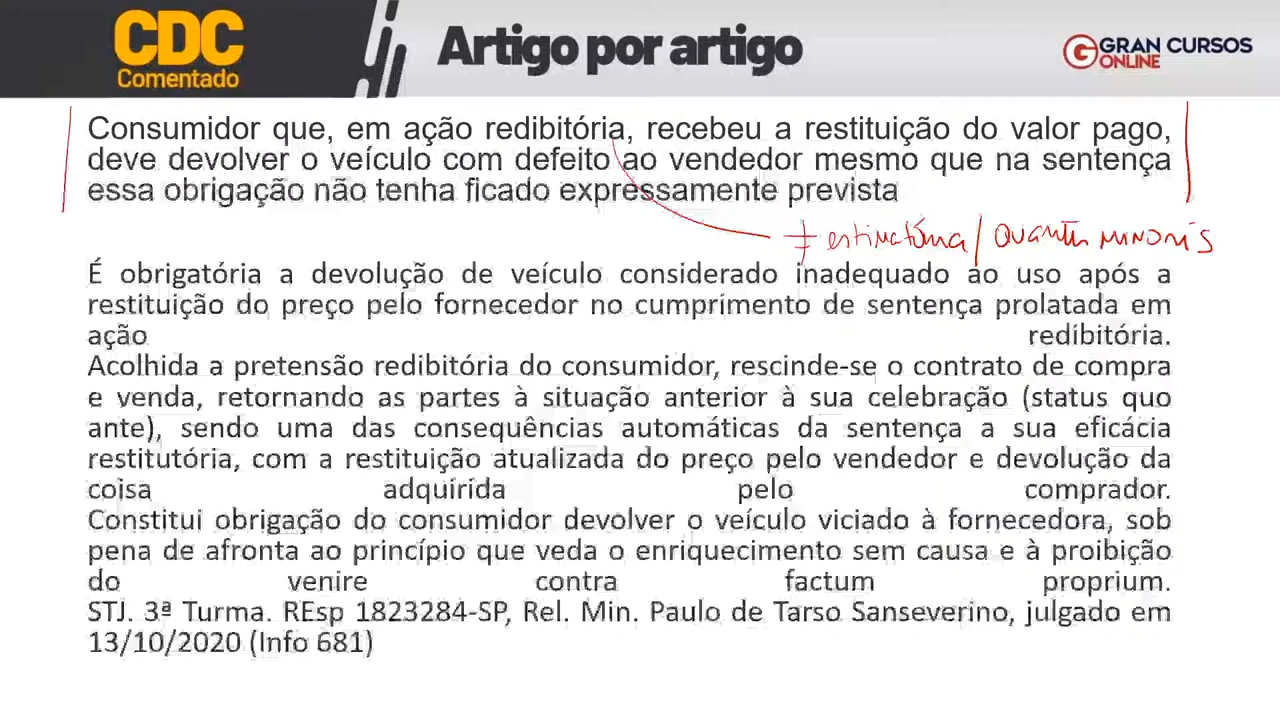 CDC
Comentado
Artigo por artigo
GRAN CURSOS
ONLINE
Consumidor que, em ação redibitória, recebeu a restituição do valor pago,
deve devolver o veículo com defeito ao vendedor mesmo que na sentença
essa obrigação não tenha ficado expressamente prevista
≠ estimatória / quanti minoris
É obrigatória a devolução de veículo considerado inadequado ao uso após a
restituição do preço pelo fornecedor no cumprimento de sentença prolatada em
ação redibitória.
Acolhida a pretensão redibitória do consumidor, rescinde-se o contrato de compra
e venda, retornando as partes à situação anterior à sua celebração (status quo
ante), sendo uma das consequências automáticas da sentença a sua eficácia
restitutória, com a restituição atualizada do preço pelo vendedor e devolução da
coisa adquirida pelo comprador.
Constitui obrigação do consumidor devolver o veículo viciado à fornecedora, sob
pena de afronta ao princípio que veda o enriquecimento sem causa e à proibição
do venire contra factum proprium.
STJ. 3ª Turma. REsp 1823284-SP, Rel. Min. Paulo de Tarso Sanseverino, julgado em
13/10/2020 (Info 681)